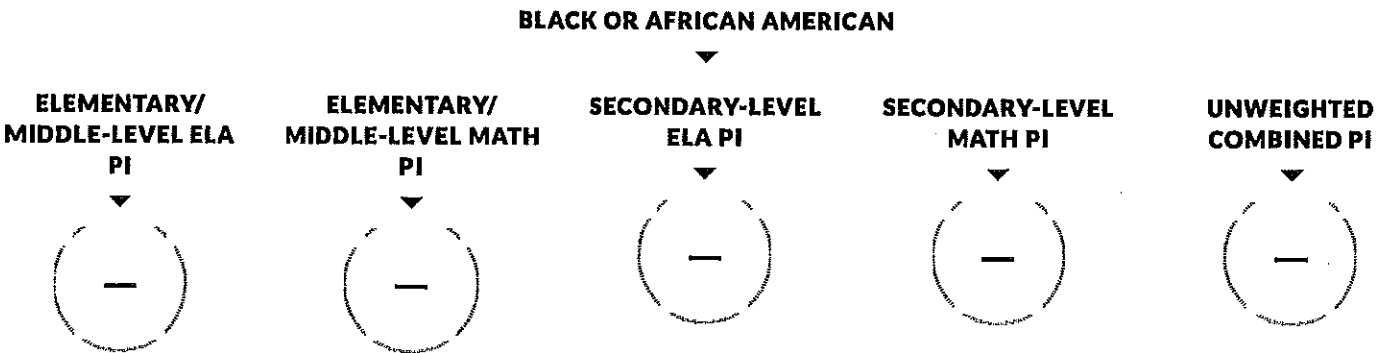 BLACK OR AFRICAN AMERICAN
ELEMENTARY/
MIDDLE-LEVEL ELA
PI
—
ELEMENTARY/
MIDDLE-LEVEL MATH
PI
—
SECONDARY-LEVEL
ELA PI
—
SECONDARY-LEVEL
MATH PI
—
UNWEIGHTED
COMBINED PI
—